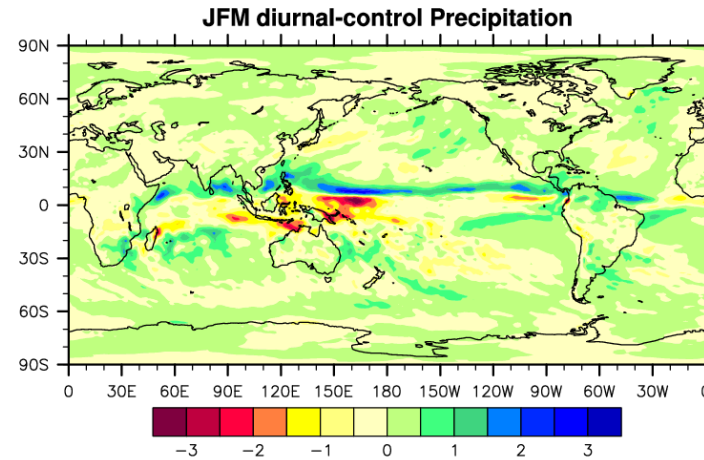 JFM diurnal-control Precipitation
90N
60N
30N
0
30S
60S
90S
0 30E 60E 90E 120E 150E 180 150W 120W 90W 60W 30W 0
−3 −2 −1 0 1 2 3